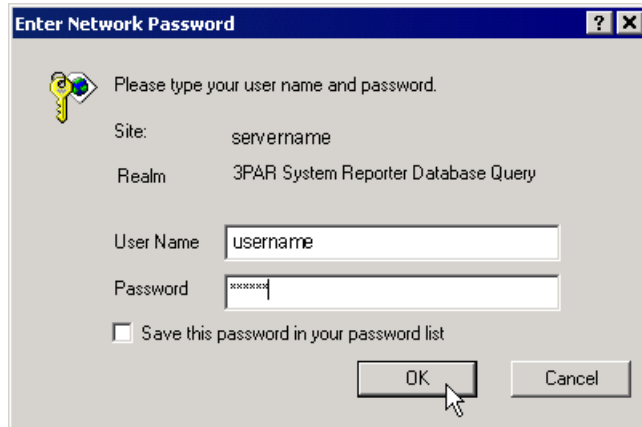 Enter Network Password
Please type your user name and password.
Site: servername
Realm 3PAR System Reporter Database Query
User Name username
Password ××××××
Save this password in your password list
OK Cancel